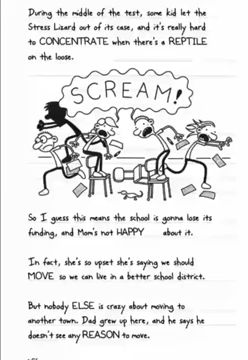 During the middle of the test, some kid let the
Stress Lizard out of its case, and it's really hard
to CONCENTRATE when there's a REPTILE
on the loose.
SCREAM!
So I guess this means the school is gonna lose its
funding, and Mom's not HAPPY about it.
In fact, she's so upset she's saying we should
MOVE so we can live in a better school district.
But nobody ELSE is crazy about moving to
another town. Dad grew up here, and he says he
doesn't see any REASON to move.